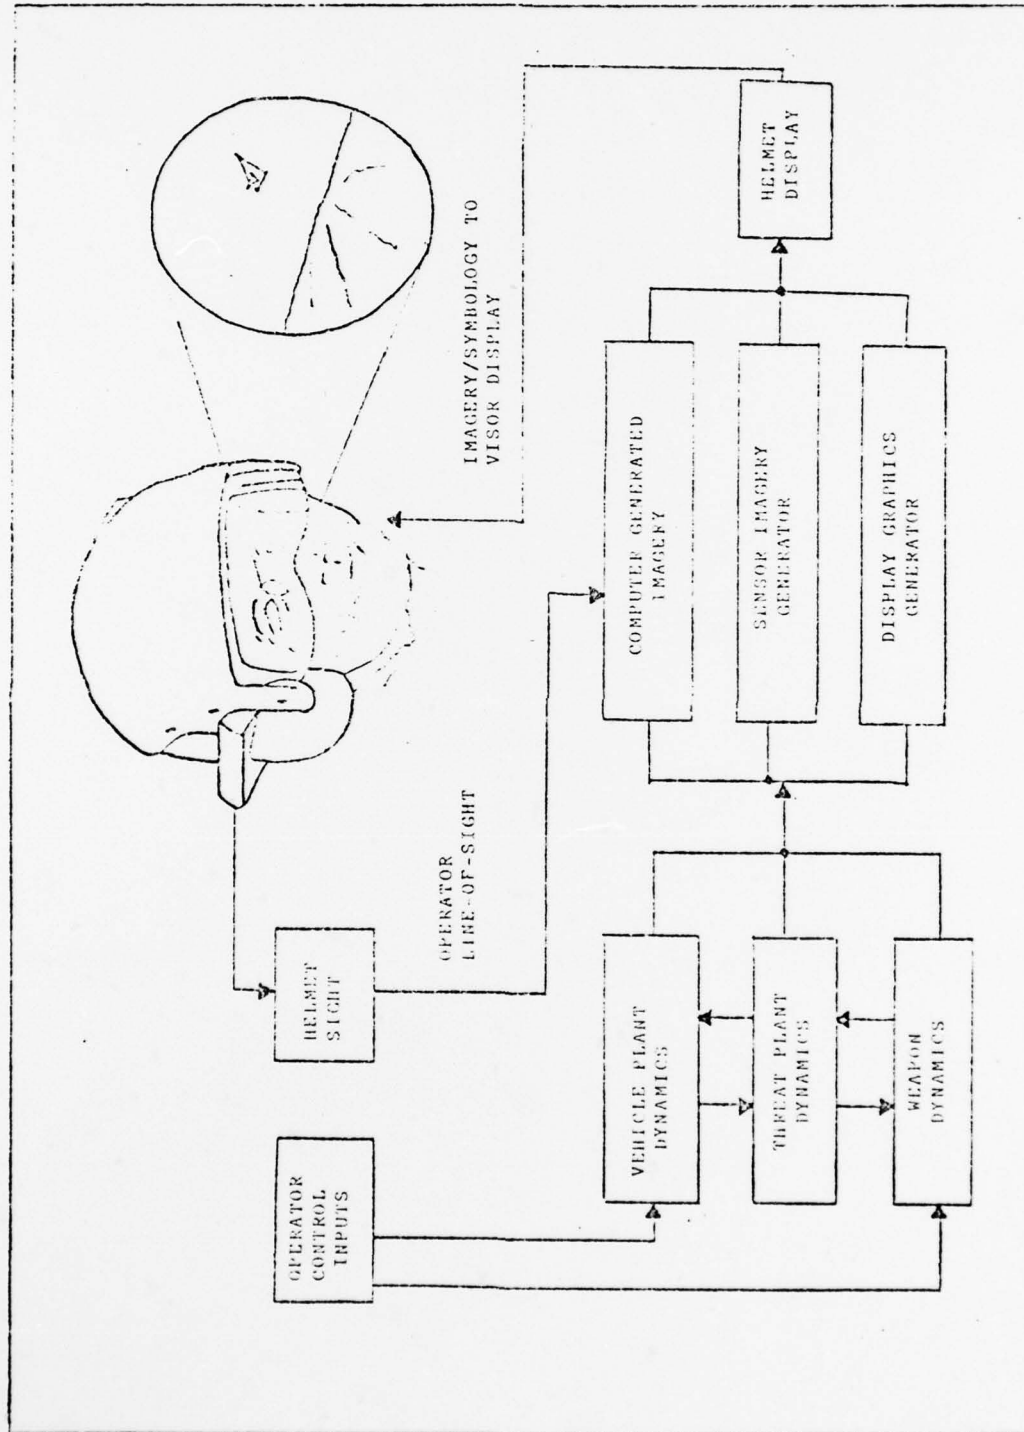 OPERATOR
CONTROL
INPUTS
HELMET
SIGHT
OPERATOR
LINE-OF-SIGHT
IMAGERY/SYMBOLOGY TO
VISOR DISPLAY
VEHICLE PLANT
DYNAMICS
THREAT PLANT
DYNAMICS
WEAPON
DYNAMICS
COMPUTER GENERATED
IMAGERY
SENSOR IMAGERY
GENERATOR
DISPLAY GRAPHICS
GENERATOR
HELMET
DISPLAY